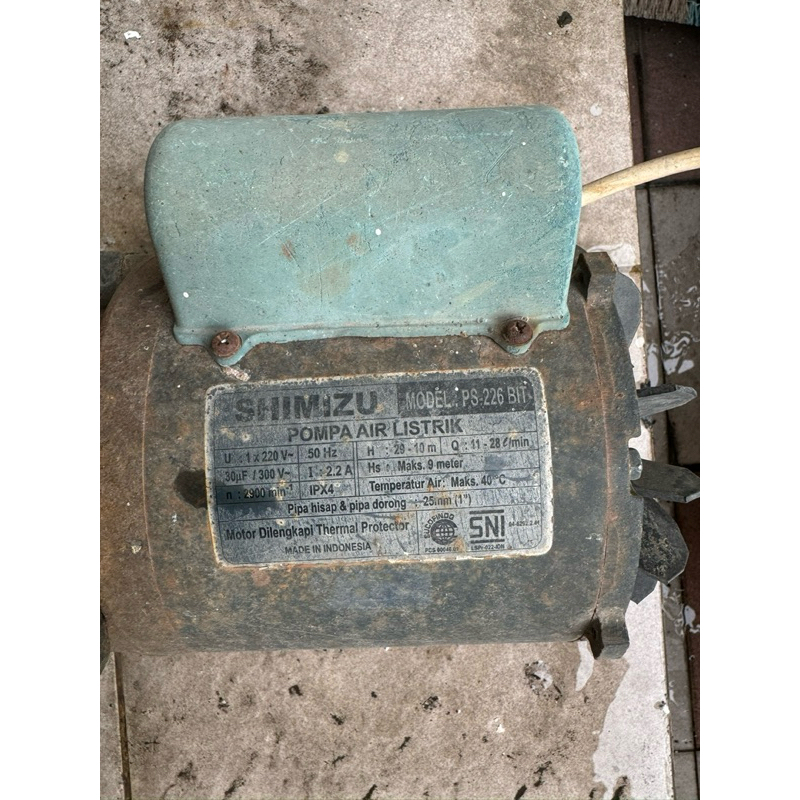 SHIMIZU MODEL : PS-226 BIT
POMPA AIR LISTRIK
U : 1 x 220 V~ 50 Hz H : 29 - 10 m Q : 11 - 28 ℓ/min
30µF / 300 V~ I : 2.2 A Hs : Maks. 9 meter
n : 2900 min⁻¹ IPX4 Temperatur Air : Maks. 40 °C
Pipa hisap & pipa dorong : 25mm (1")
Motor Dilengkapi Thermal Protector
MADE IN INDONESIA
SUCOFINDO
SNI